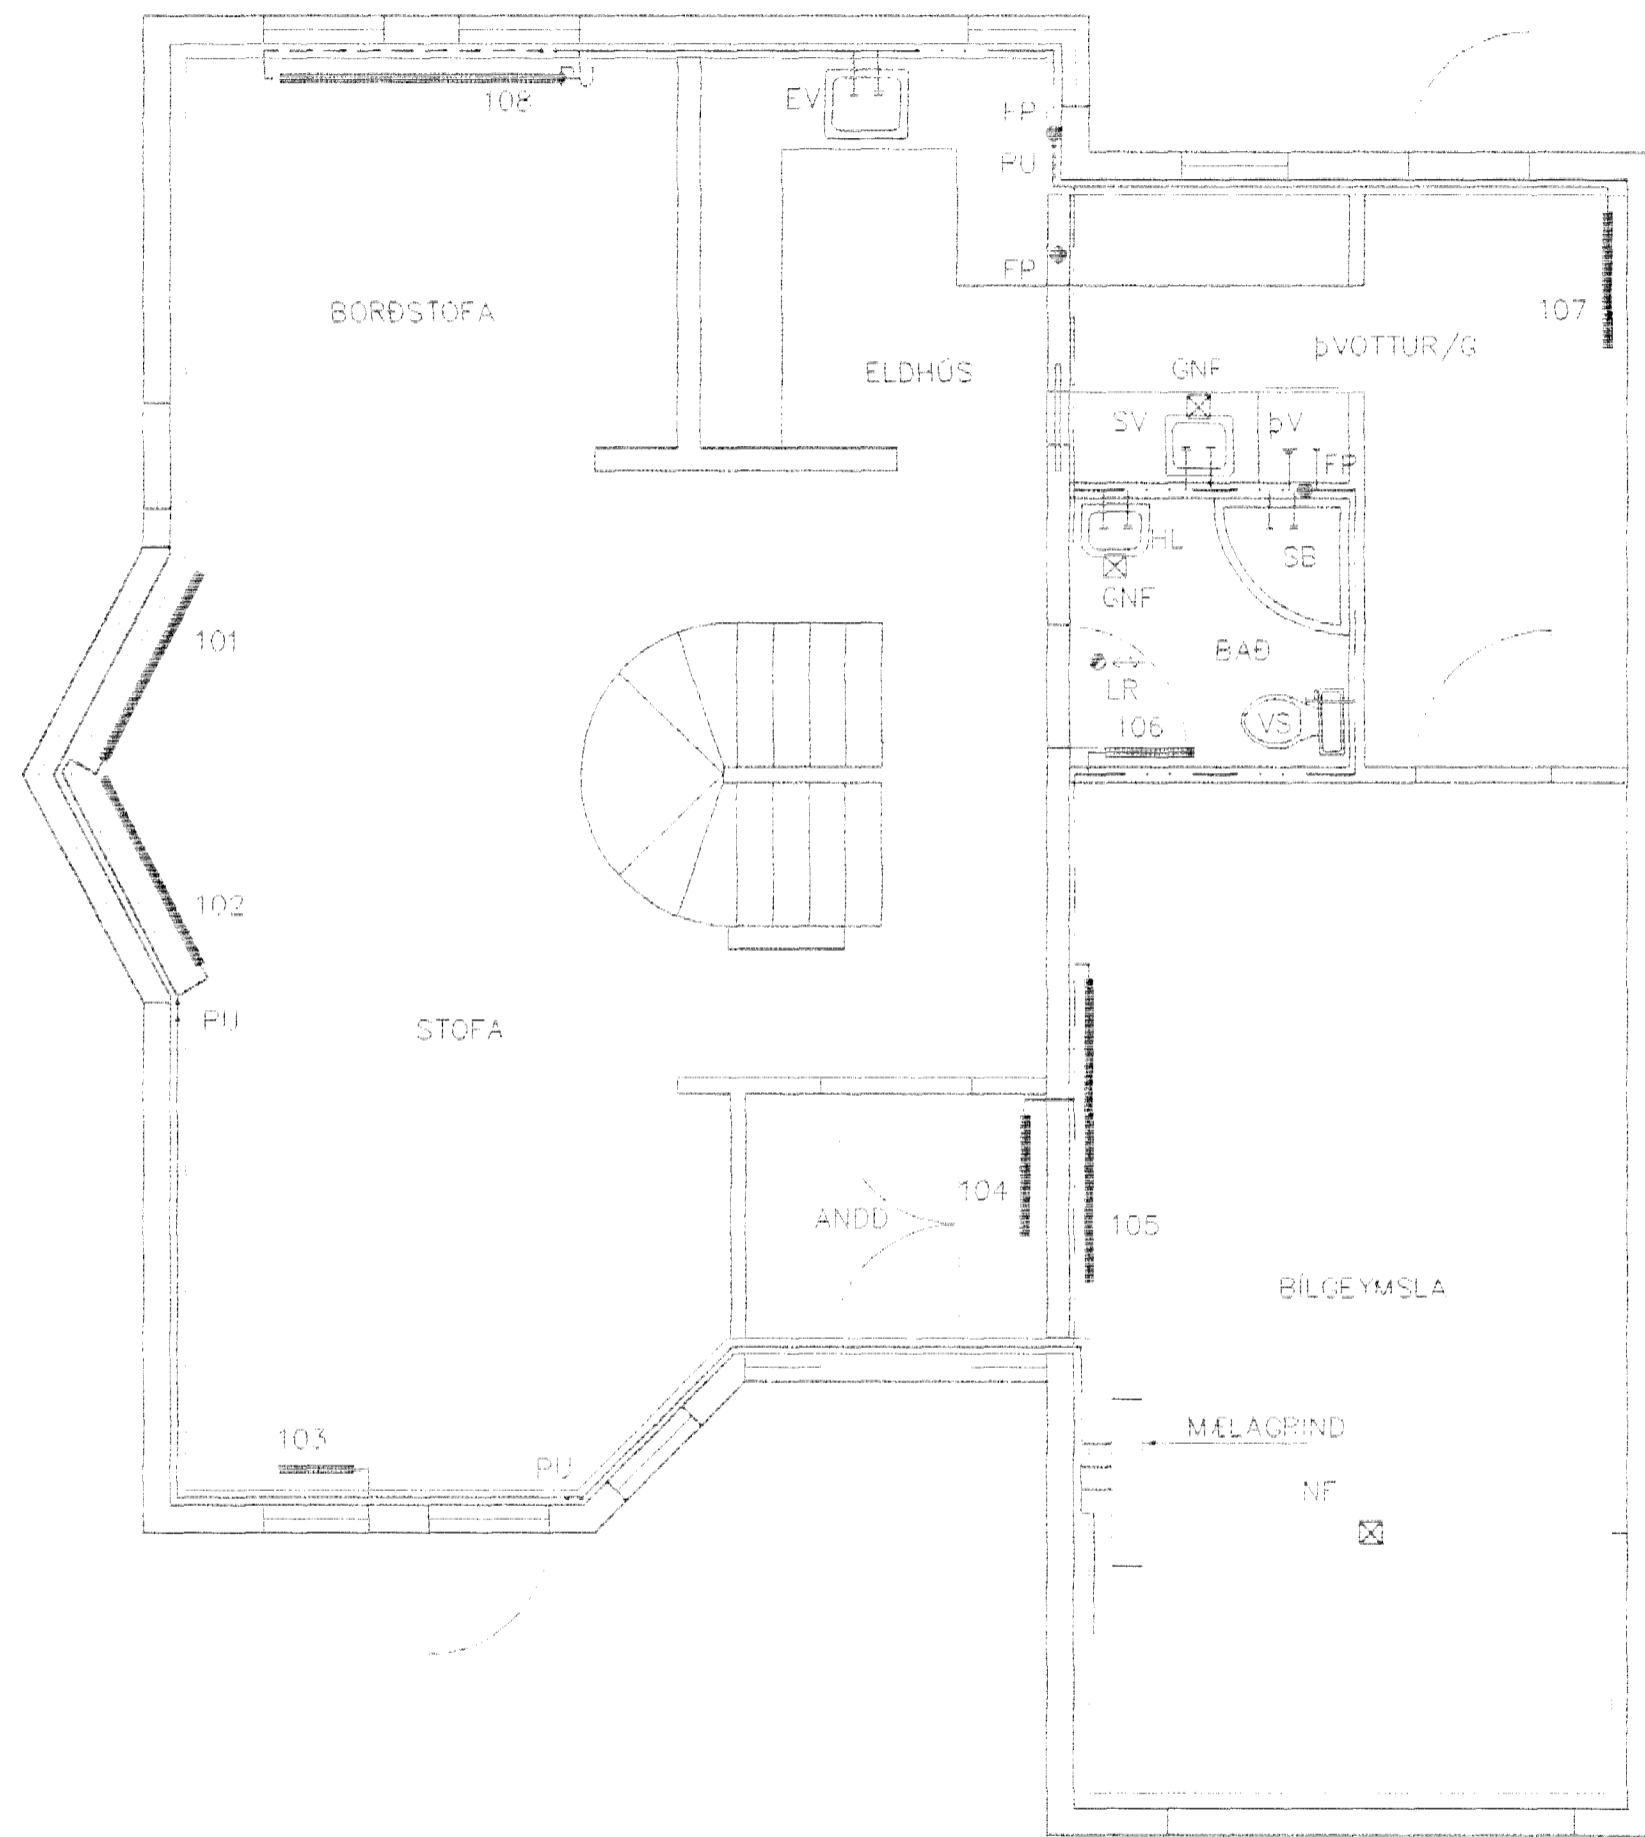 108
EV
FP
PU
FP
BORÐSTOFA
107
ÞVOTTUR/G
ELDHÚS
GNF
SV
ÞV
FP
HL
SB
GNF
101
BAÐ
LR
VS
106
102
PU
STOFA
104
ANDD
105
BÍLGEYMSLA
MÆLAGRIND
103
PU
NF